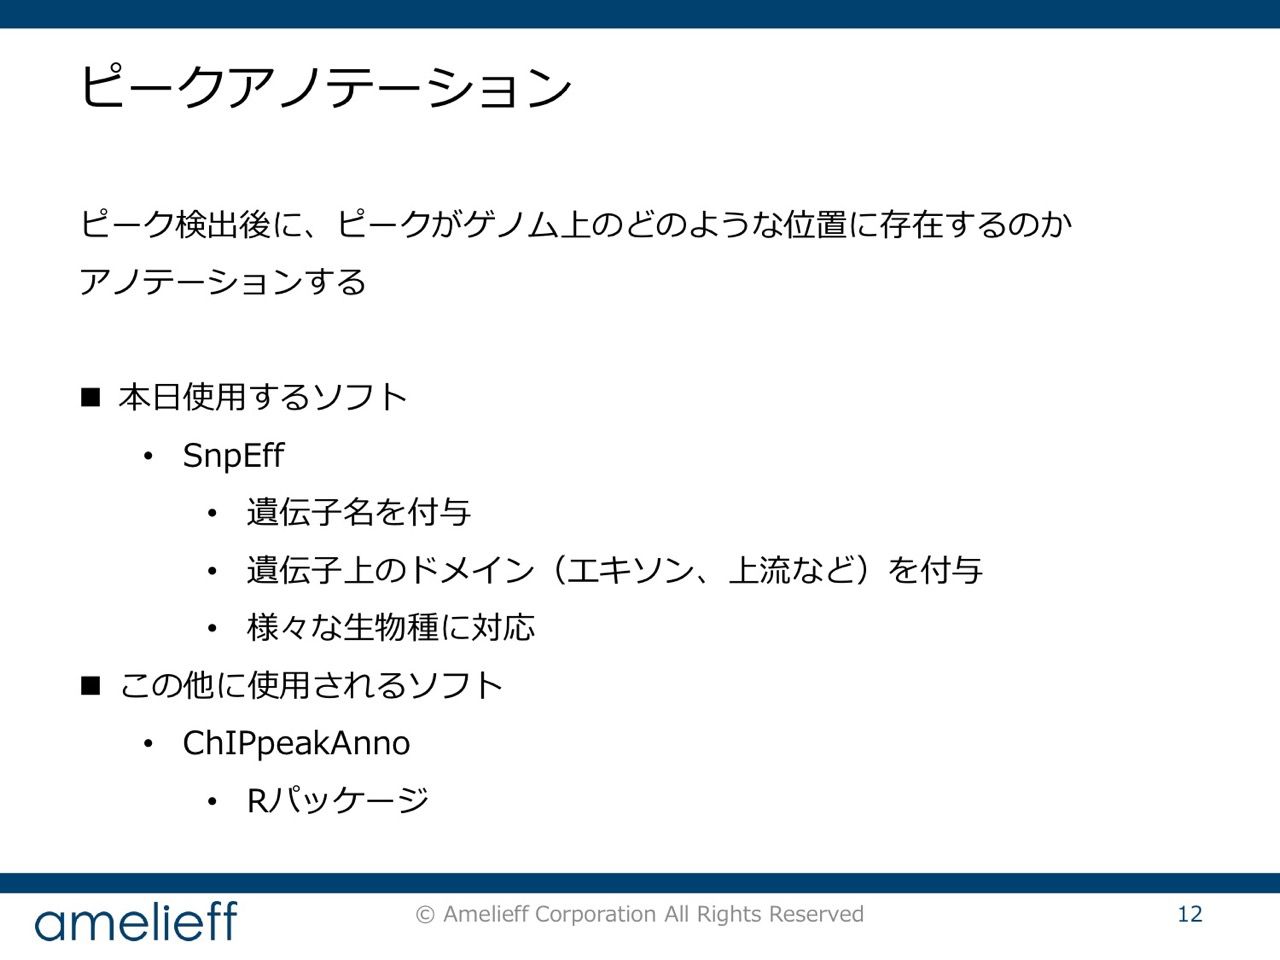 ピークアノテーション
ピーク検出後に、ピークがゲノム上のどのような位置に存在するのか
アノテーションする
■ 本日使用するソフト
• SnpEff
• 遺伝子名を付与
• 遺伝子上のドメイン（エキソン、上流など）を付与
• 様々な生物種に対応
■ この他に使用されるソフト
• ChIPpeakAnno
• Rパッケージ
amelieff
© Amelieff Corporation All Rights Reserved
12